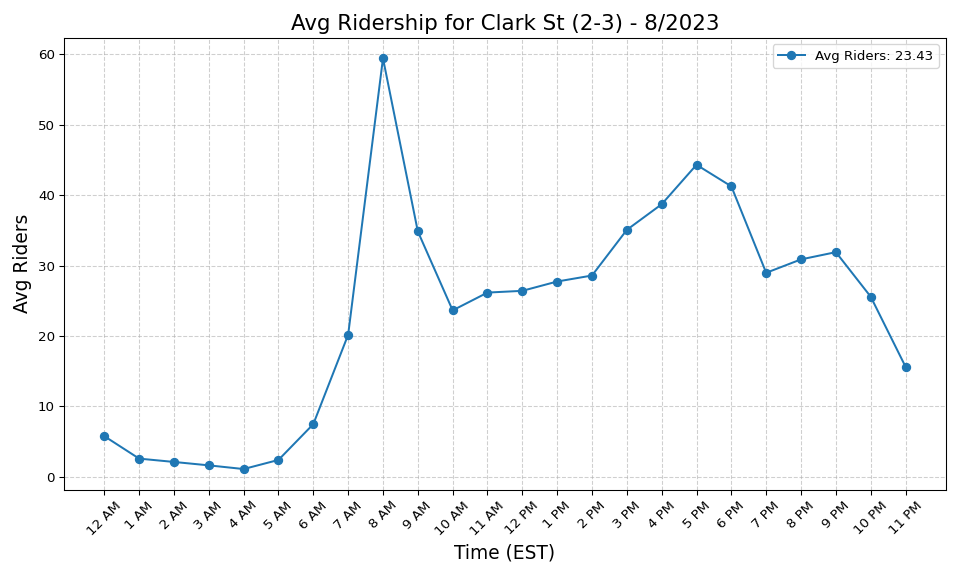 Avg Ridership for Clark St (2-3) - 8/2023
Avg Riders: 23.43
Avg Riders
60
50
40
30
20
10
0
12 AM
1 AM
2 AM
3 AM
4 AM
5 AM
6 AM
7 AM
8 AM
9 AM
10 AM
11 AM
12 PM
1 PM
2 PM
3 PM
4 PM
5 PM
6 PM
7 PM
8 PM
9 PM
10 PM
11 PM
Time (EST)